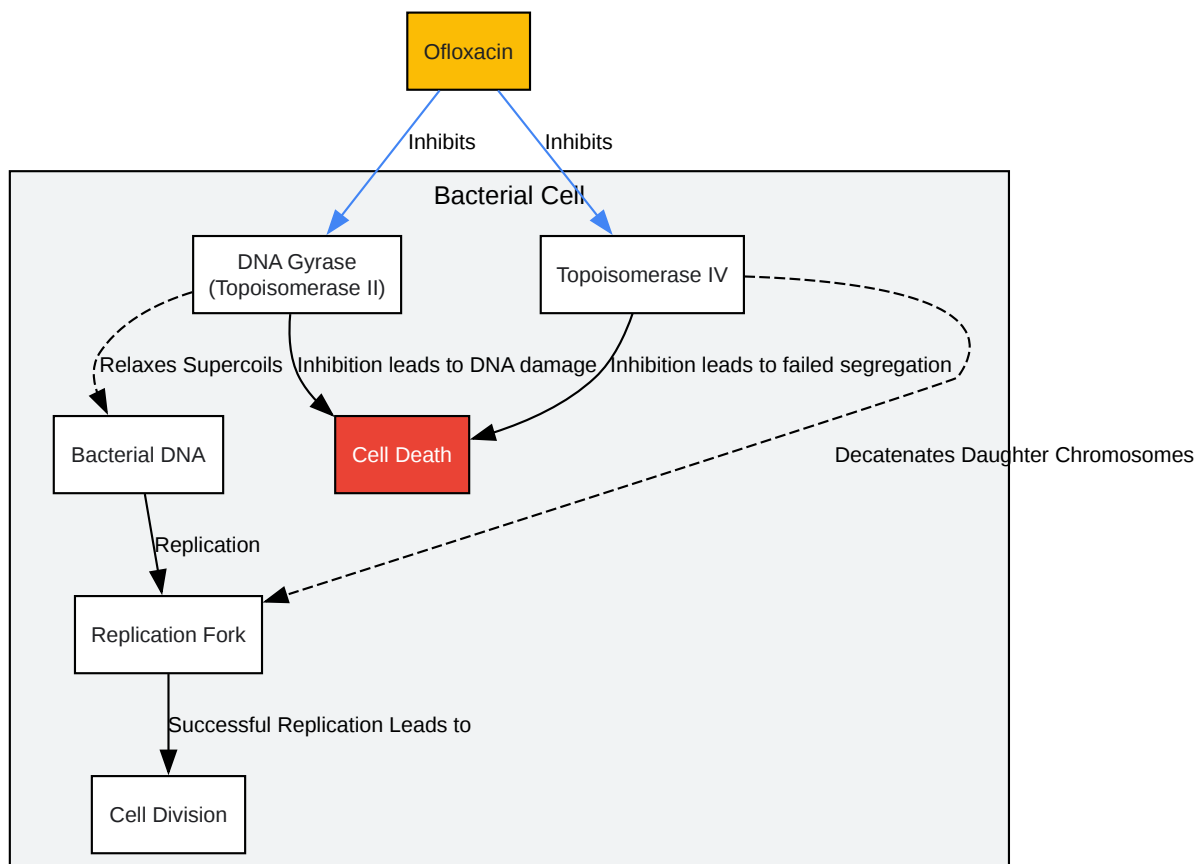 Ofloxacin
Inhibits
Inhibits
Bacterial Cell
DNA Gyrase
(Topoisomerase II)
Topoisomerase IV
Relaxes Supercoils
Inhibition leads to DNA damage
Inhibition leads to failed segregation
Bacterial DNA
Cell Death
Decatenates Daughter Chromosomes
Replication
Replication Fork
Successful Replication Leads to
Cell Division